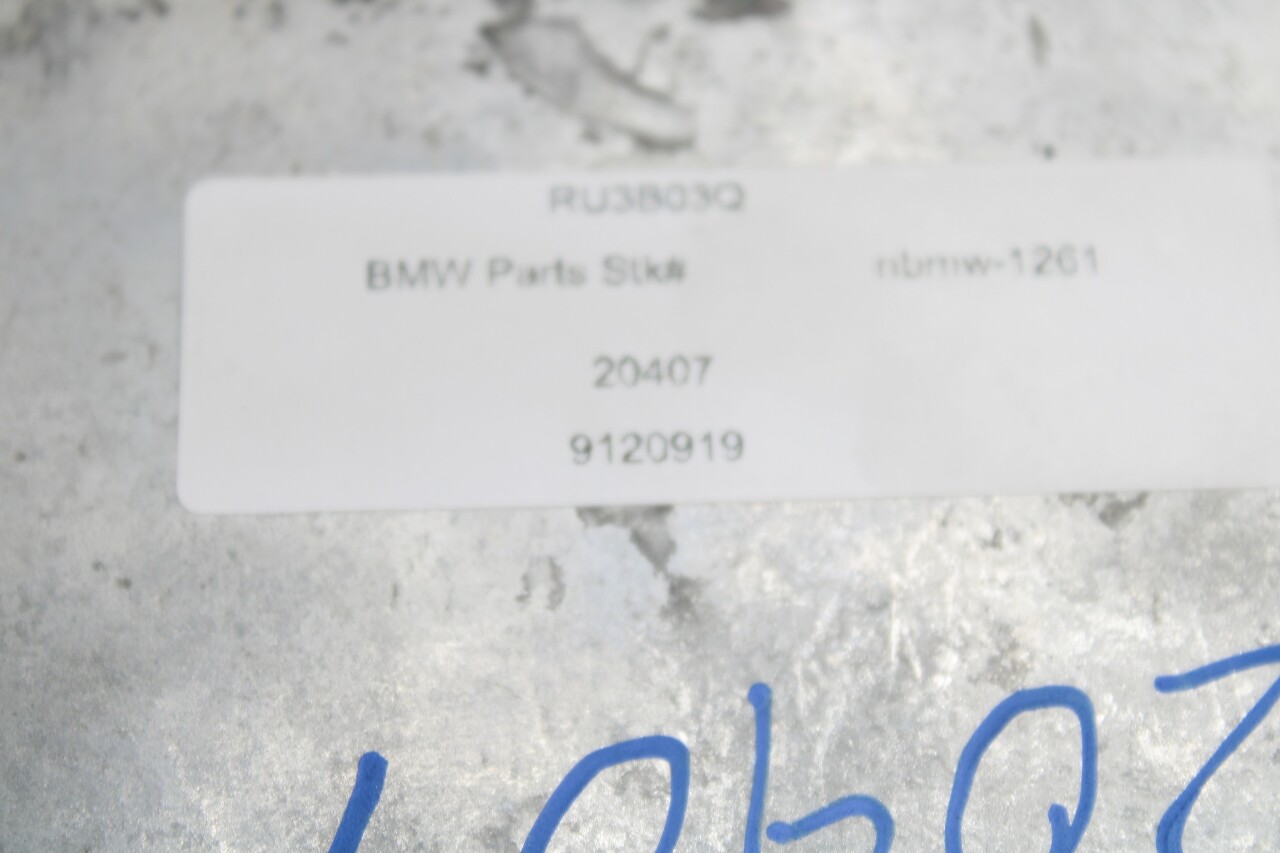 RU3B03Q
BMW Parts Stk# nbmw-1261
20407
9120919